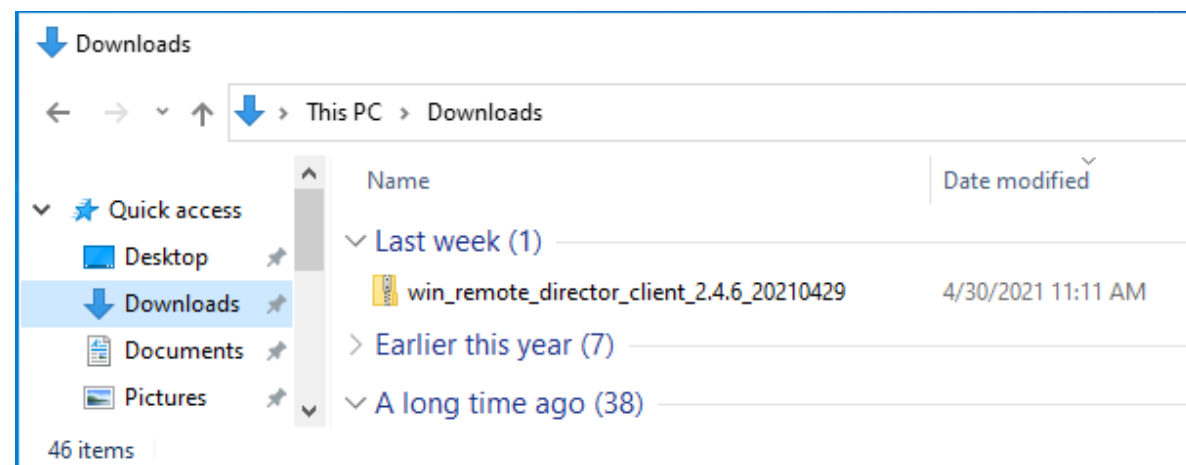 Downloads
This PC > Downloads
Name Date modified
Quick access
Last week (1)
Desktop
win_remote_director_client_2.4.6_20210429 4/30/2021 11:11 AM
Downloads
Earlier this year (7)
Documents
Pictures
A long time ago (38)
46 items